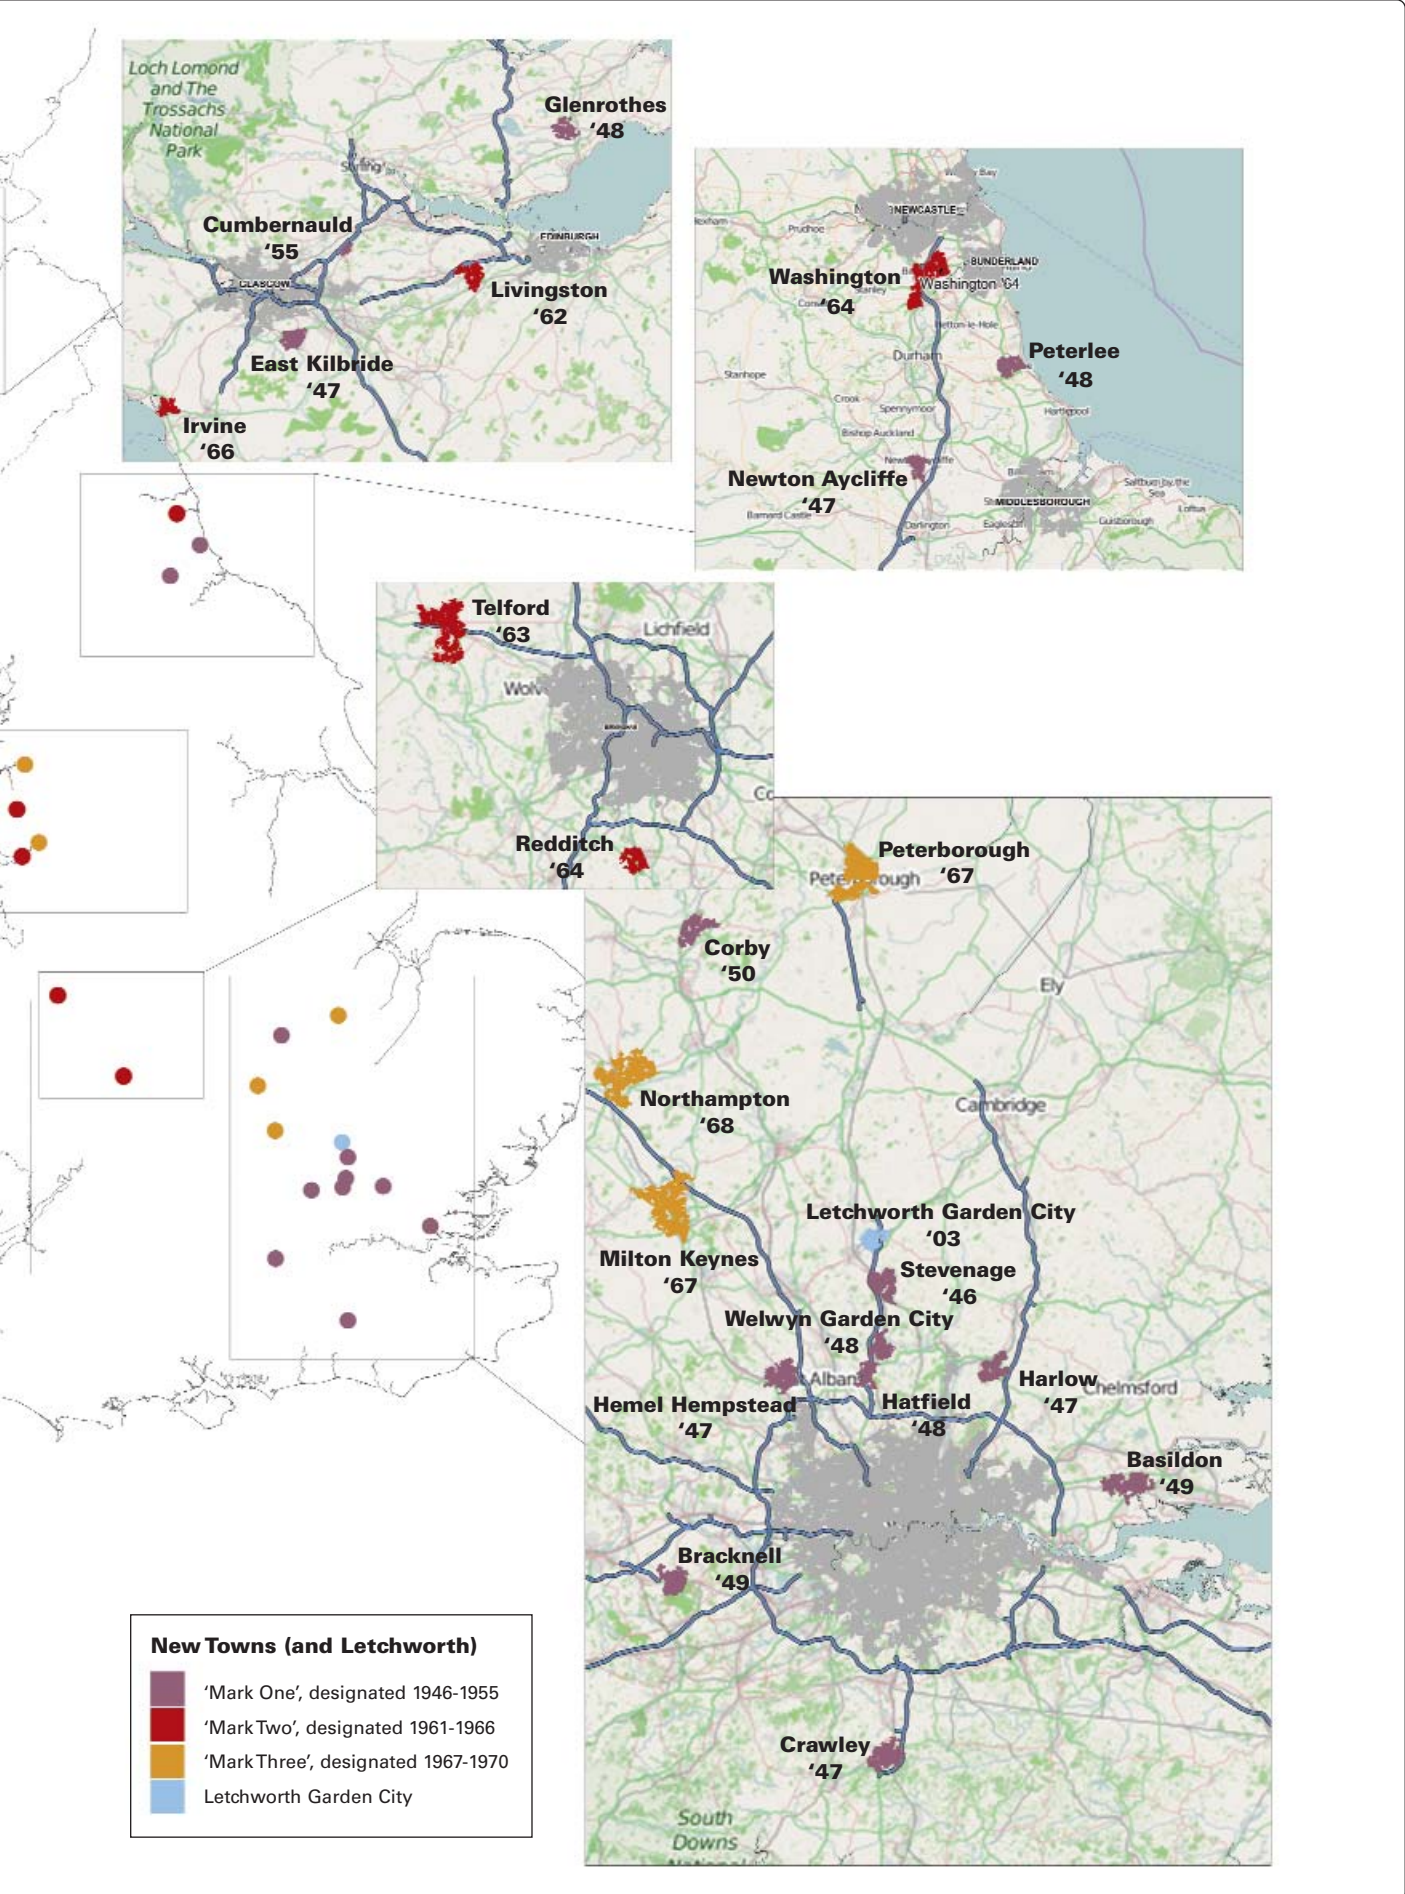 Loch Lomond
and The
Trossachs
National
Park
Glenrothes
‘48
Stirling
Cumbernauld
‘55
EDINBURGH
GLASGOW
Livingston
‘62
East Kilbride
‘47
Irvine
‘66
NEWCASTLE
Prudhoe
SUNDERLAND
Washington
‘64
Washington ‘64
Stanley
Hetton-le-Hole
Durham
Peterlee
‘48
Stanhope
Crook
Spennymoor
Hartlepool
Bishop Auckland
Newton Aycliffe
‘47
MIDDLESBOROUGH
Saltburn-by-the-
Sea
Loftus
Barnard Castle
Darlington
Guisborough
Telford
‘63
Lichfield
Redditch
‘64
Peterborough
‘67
Peterborough
Corby
‘50
Ely
Northampton
‘68
Cambridge
Letchworth Garden City
‘03
Milton Keynes
‘67
Stevenage
‘46
Welwyn Garden City
‘48
Harlow
‘47
Chelmsford
Hemel Hempstead
‘47
Hatfield
‘48
Basildon
‘49
Bracknell
‘49
Crawley
‘47
South
Downs
National
New Towns (and Letchworth)
‘Mark One’, designated 1946-1955
‘Mark Two’, designated 1961-1966
‘Mark Three’, designated 1967-1970
Letchworth Garden City